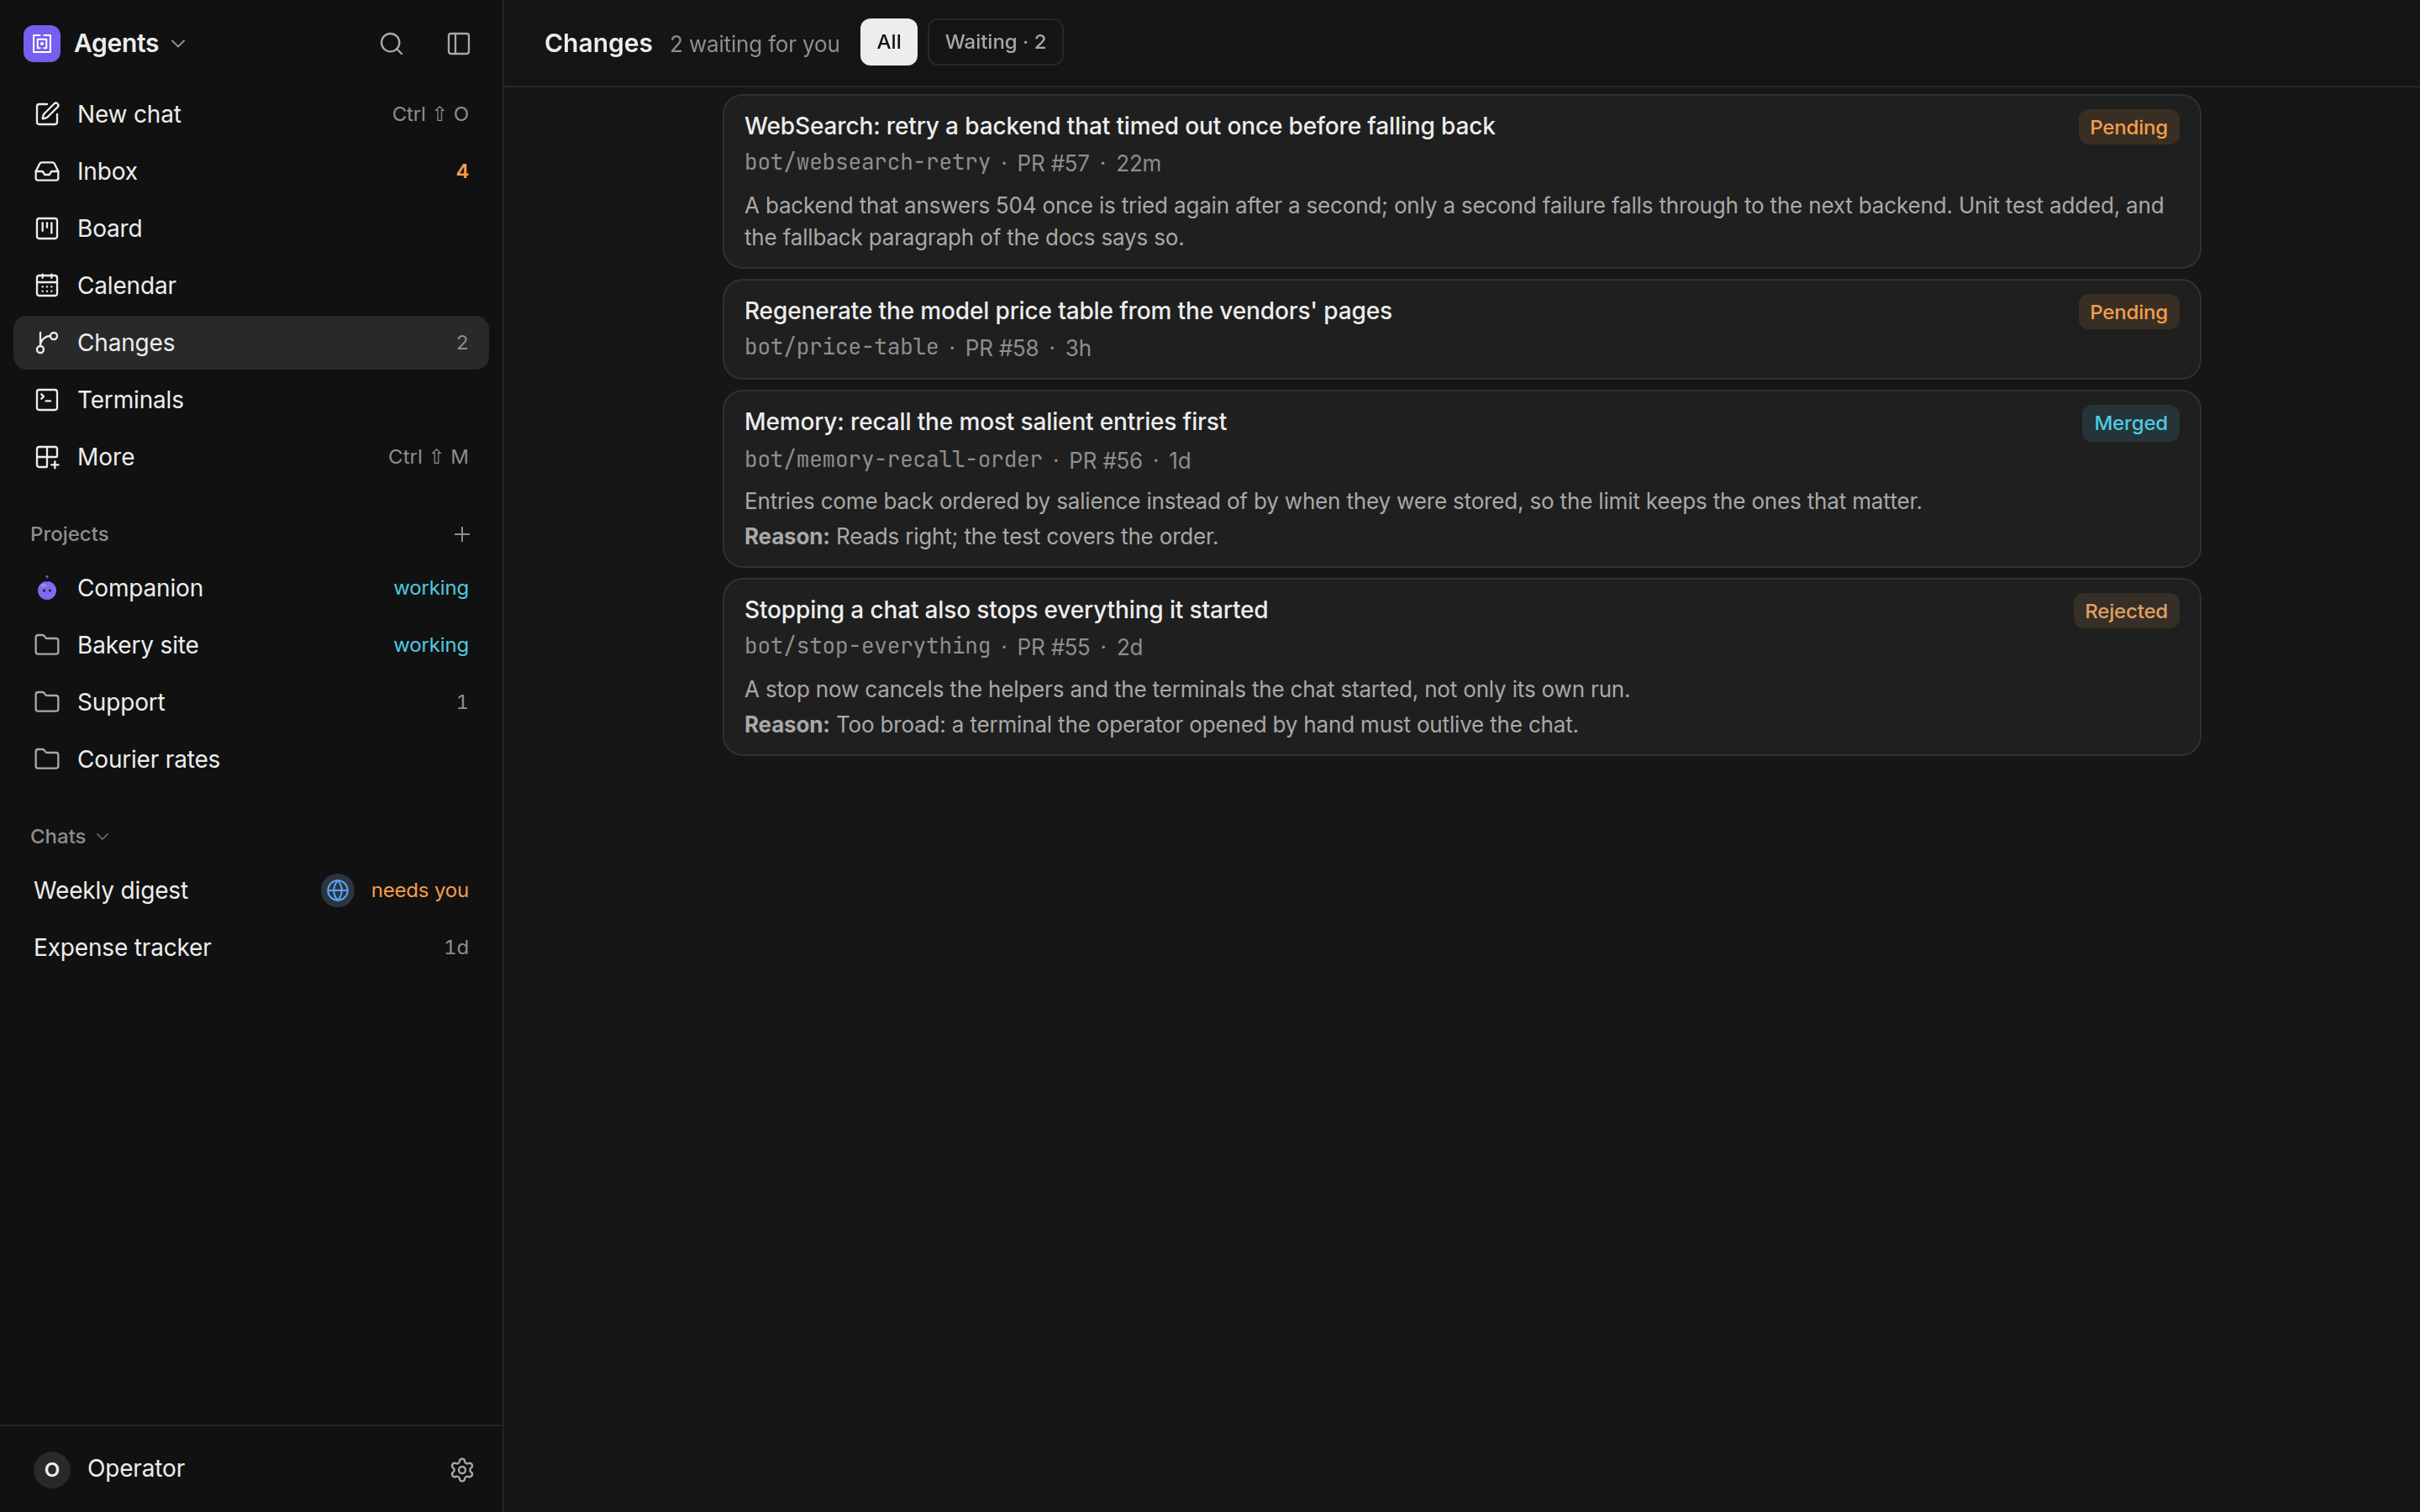 Agents
New chat Ctrl ⇧ O
Inbox 4
Board
Calendar
Changes 2
Terminals
More Ctrl ⇧ M
Projects
Companion working
Bakery site working
Support 1
Courier rates
Chats
Weekly digest needs you
Expense tracker 1d
O Operator
Changes 2 waiting for you All Waiting · 2
WebSearch: retry a backend that timed out once before falling back Pending
bot/websearch-retry · PR #57 · 22m
A backend that answers 504 once is tried again after a second; only a second failure falls through to the next backend. Unit test added, and
the fallback paragraph of the docs says so.
Regenerate the model price table from the vendors' pages Pending
bot/price-table · PR #58 · 3h
Memory: recall the most salient entries first Merged
bot/memory-recall-order · PR #56 · 1d
Entries come back ordered by salience instead of by when they were stored, so the limit keeps the ones that matter.
Reason: Reads right; the test covers the order.
Stopping a chat also stops everything it started Rejected
bot/stop-everything · PR #55 · 2d
A stop now cancels the helpers and the terminals the chat started, not only its own run.
Reason: Too broad: a terminal the operator opened by hand must outlive the chat.